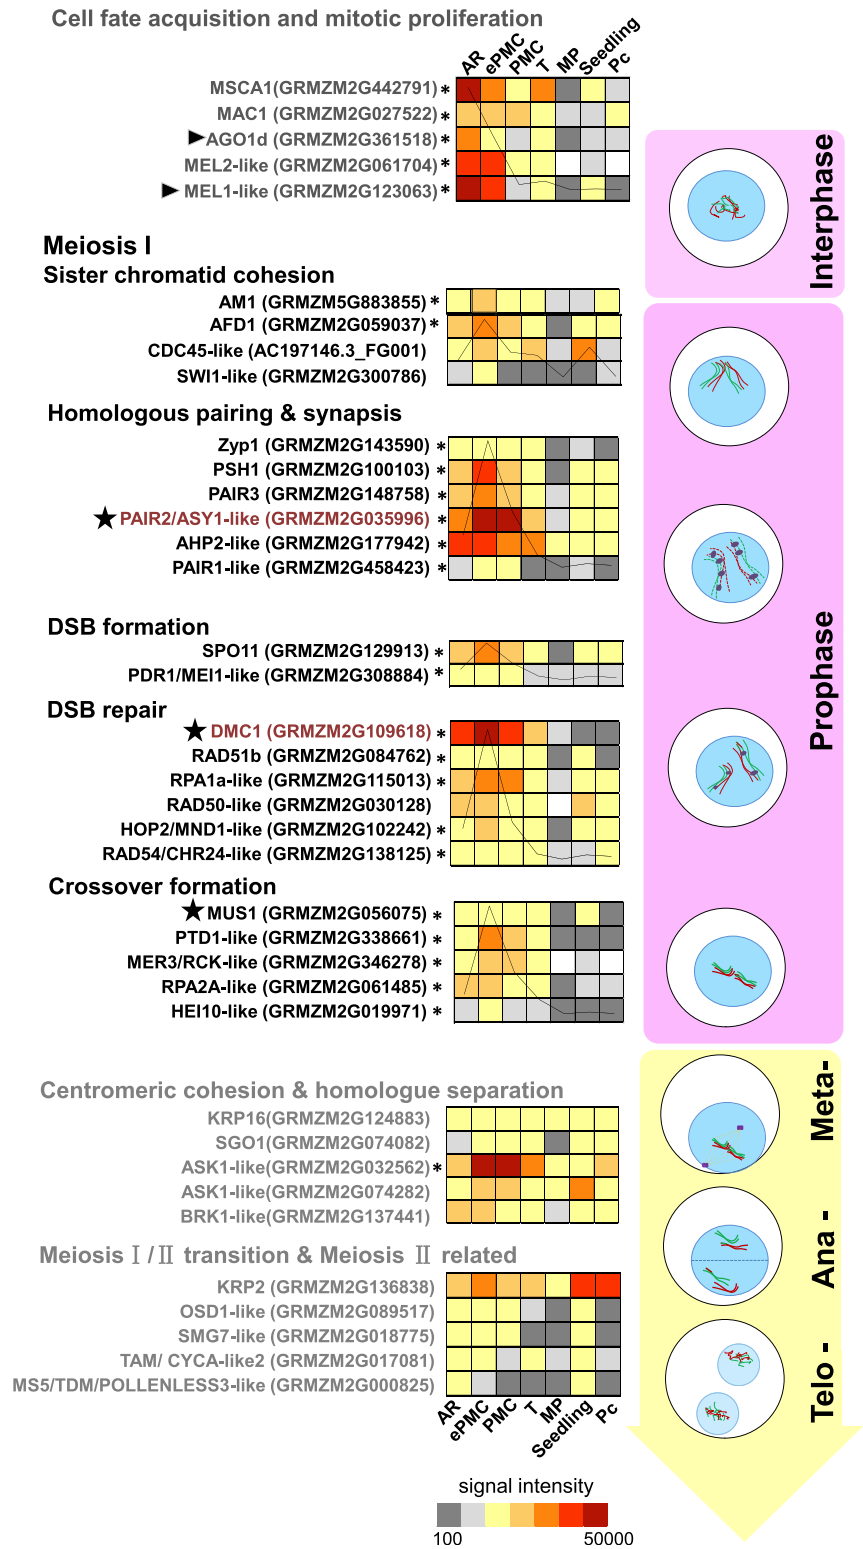 Cell fate acquisition and mitotic proliferation
AR ePMC PMC T MP Seedling Pc
MSCA1(GRMZM2G442791) *
MAC1 (GRMZM2G027522) *
►AGO1d (GRMZM2G361518) *
MEL2-like (GRMZM2G061704) *
► MEL1-like (GRMZM2G123063) *
Interphase
Meiosis I
Sister chromatid cohesion
AM1 (GRMZM5G883855) *
AFD1 (GRMZM2G059037) *
CDC45-like (AC197146.3_FG001)
SWI1-like (GRMZM2G300786)
Homologous pairing & synapsis
Zyp1 (GRMZM2G143590) *
PSH1 (GRMZM2G100103) *
PAIR3 (GRMZM2G148758) *
★ PAIR2/ASY1-like (GRMZM2G035996) *
AHP2-like (GRMZM2G177942) *
PAIR1-like (GRMZM2G458423) *
Prophase
DSB formation
SPO11 (GRMZM2G129913) *
PDR1/MEI1-like (GRMZM2G308884) *
DSB repair
★ DMC1 (GRMZM2G109618) *
RAD51b (GRMZM2G084762) *
RPA1a-like (GRMZM2G115013) *
RAD50-like (GRMZM2G030128)
HOP2/MND1-like (GRMZM2G102242) *
RAD54/CHR24-like (GRMZM2G138125) *
Crossover formation
★ MUS1 (GRMZM2G056075) *
PTD1-like (GRMZM2G338661) *
MER3/RCK-like (GRMZM2G346278) *
RPA2A-like (GRMZM2G061485) *
HEI10-like (GRMZM2G019971) *
Meta-
Centromeric cohesion & homologue separation
KRP16(GRMZM2G124883)
SGO1(GRMZM2G074082)
ASK1-like(GRMZM2G032562) *
ASK1-like(GRMZM2G074282)
BRK1-like(GRMZM2G137441)
Ana -
Meiosis Ⅰ/Ⅱ transition & Meiosis Ⅱ related
KRP2 (GRMZM2G136838)
OSD1-like (GRMZM2G089517)
SMG7-like (GRMZM2G018775)
TAM/ CYCA-like2 (GRMZM2G017081)
MS5/TDM/POLLENLESS3-like (GRMZM2G000825)
Telo -
AR ePMC PMC T MP Seedling Pc
signal intensity
100 50000